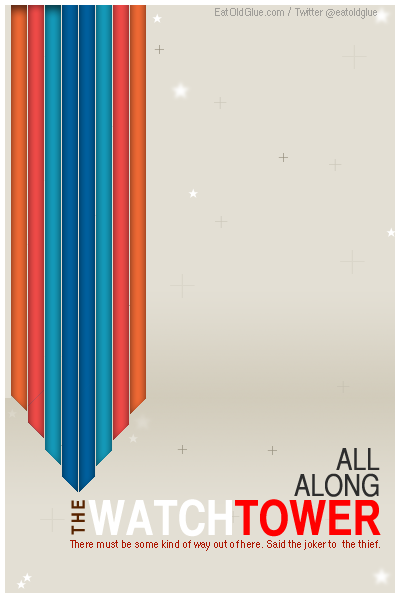 EatOldGlue.com / Twitter @eatoldglue
ALL
ALONG
THE WATCHTOWER
There must be some kind of way out of here. Said the joker to the thief.